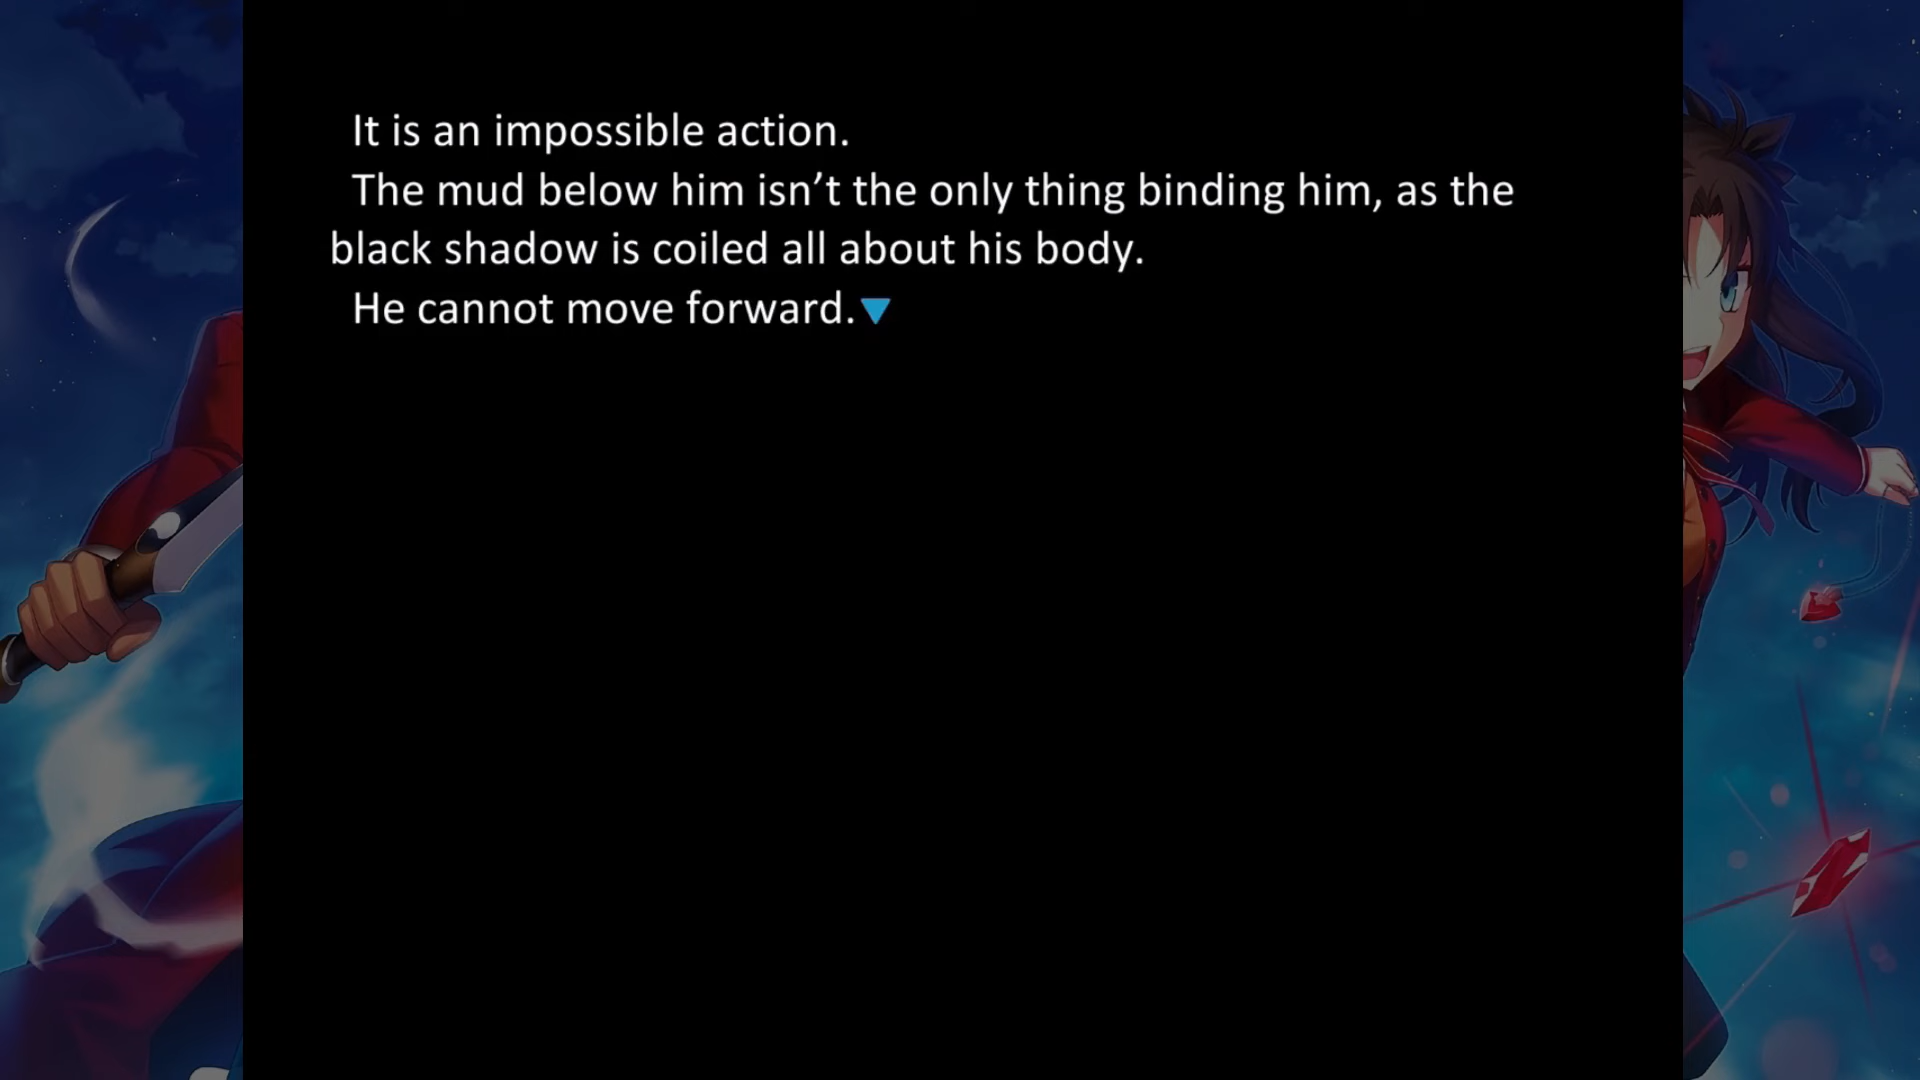 It is an impossible action.
The mud below him isn’t the only thing binding him, as the
black shadow is coiled all about his body.
He cannot move forward.